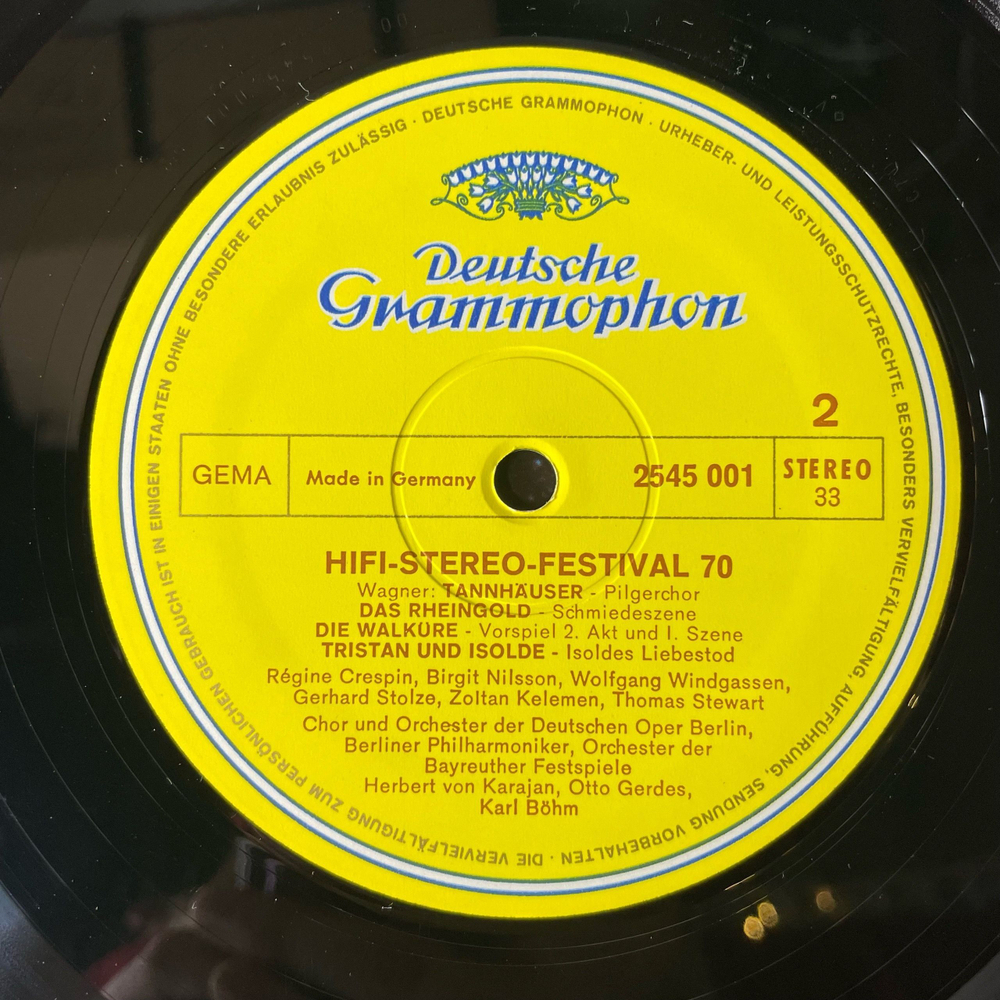 DEUTSCHE GRAMMOPHON · URHEBER- UND LEISTUNGSSCHUTZRECHTE, BESONDERS VERVIELFÄLTIGUNG, AUFFÜHRUNG, SENDUNG VORBEHALTEN · DIE VERVIELFÄLTIGUNG ZUM PERSÖNLICHEN GEBRAUCH IST IN EINIGEN STAATEN OHNE BESONDERE ERLAUBNIS ZULÄSSIG ·
Deutsche
Grammophon
2
GEMA
Made in Germany
2545 001
STEREO
33
HIFI-STEREO-FESTIVAL 70
Wagner: TANNHÄUSER - Pilgerchor
DAS RHEINGOLD - Schmiedeszene
DIE WALKÜRE - Vorspiel 2. Akt und I. Szene
TRISTAN UND ISOLDE - Isoldes Liebestod
Régine Crespin, Birgit Nilsson, Wolfgang Windgassen,
Gerhard Stolze, Zoltan Kelemen, Thomas Stewart
Chor und Orchester der Deutschen Oper Berlin,
Berliner Philharmoniker, Orchester der
Bayreuther Festspiele
Herbert von Karajan, Otto Gerdes,
Karl Böhm